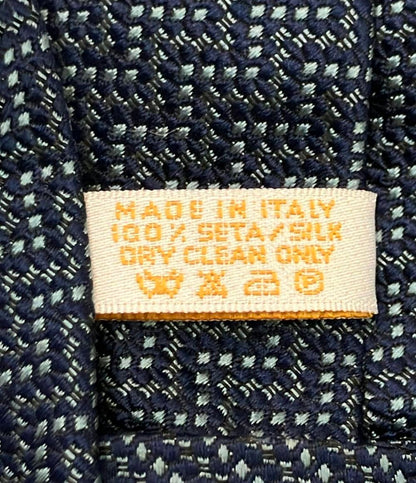 MADE IN ITALY
100% SETA/SILK
DRY CLEAN ONLY
P